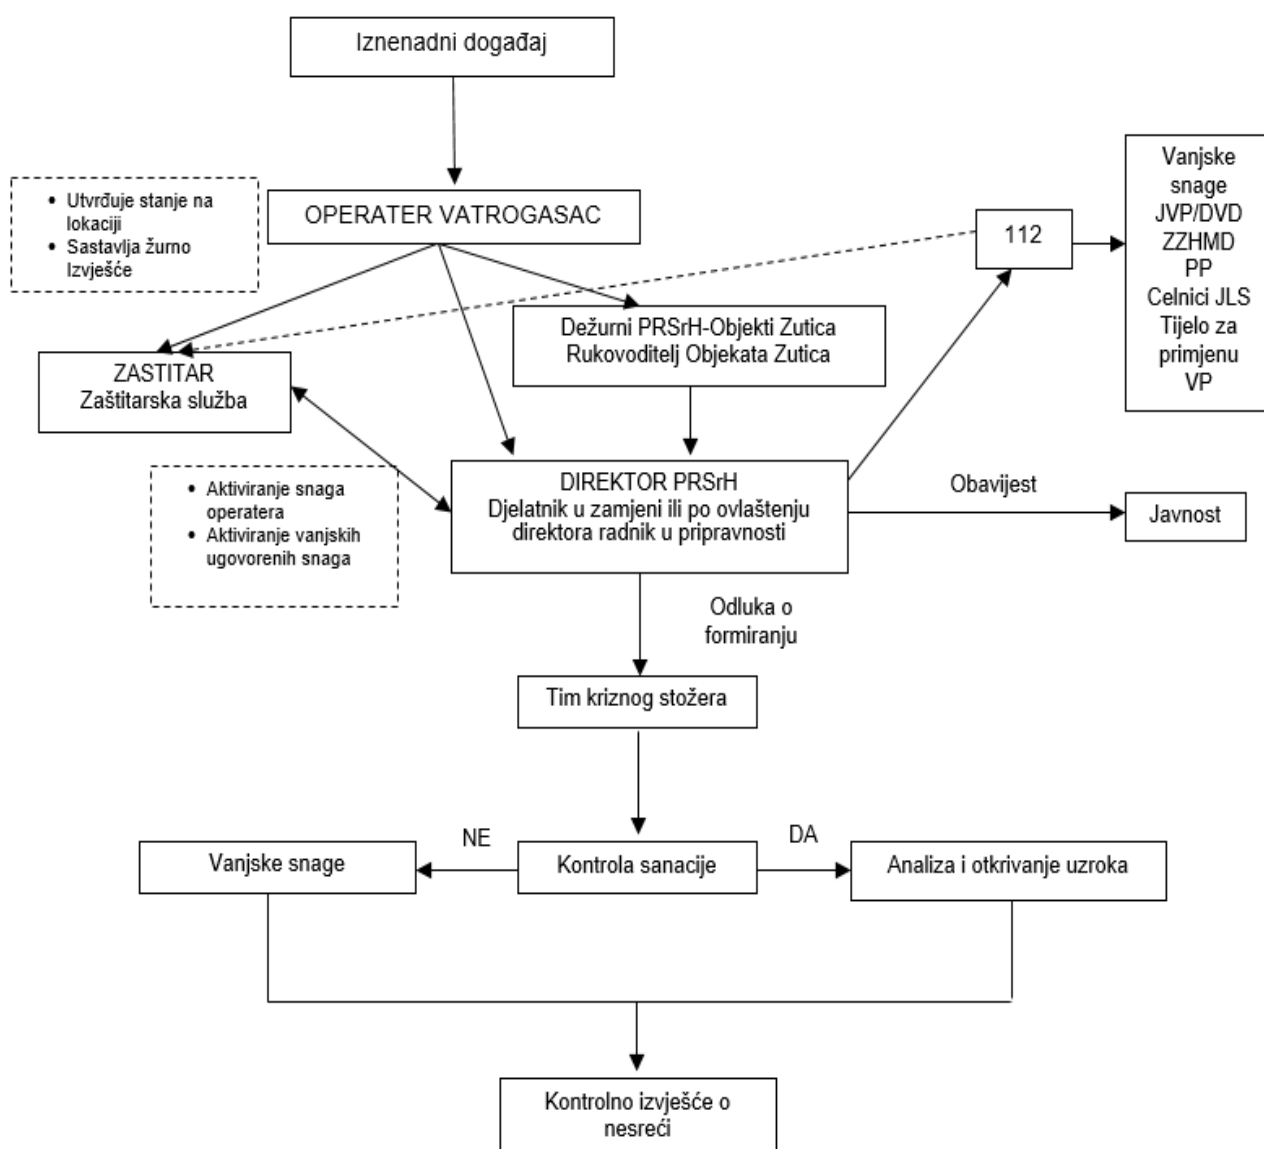 Iznenadni događaj
• Utvrđuje stanje na
lokaciji
• Sastavlja žurno
Izvješće
OPERATER VATROGASAC
112
Vanjske
snage
JVP/DVD
ZZHMD
PP
Celnici JLS
Tijelo za
primjenu
VP
Dežurni PRSrH-Objekti Zutica
Rukovoditelj Objekata Zutica
ZASTITAR
Zaštitarska služba
• Aktiviranje snaga
operatera
• Aktiviranje vanjskih
ugovorenih snaga
DIREKTOR PRSrH
Djelatnik u zamjeni ili po ovlaštenju
direktora radnik u pripravnosti
Obavijest
Javnost
Odluka o
formiranju
Tim kriznog stožera
NE
DA
Vanjske snage
Kontrola sanacije
Analiza i otkrivanje uzroka
Kontrolno izvješće o
nesreći